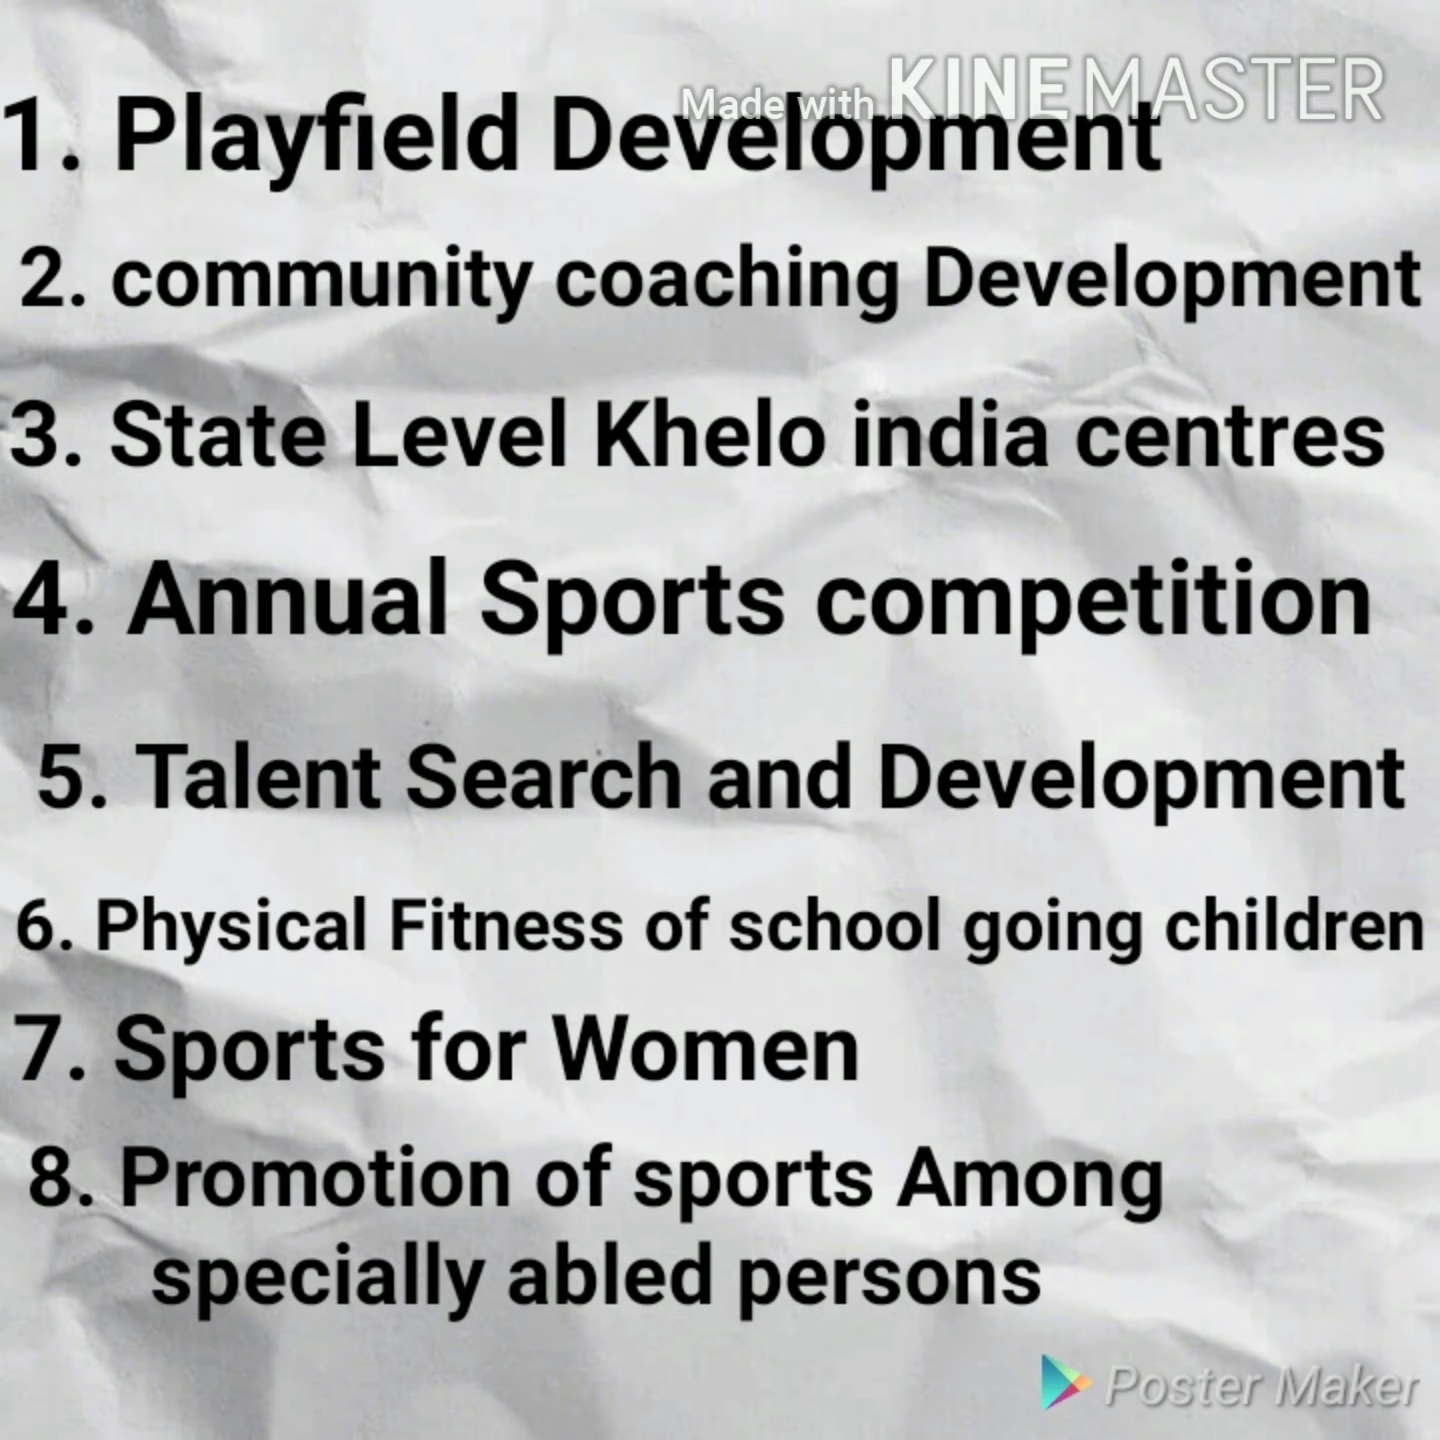 Made with KINEMASTER
1. Playfield Development
2. community coaching Development
3. State Level Khelo india centres
4. Annual Sports competition
5. Talent Search and Development
6. Physical Fitness of school going children
7. Sports for Women
8. Promotion of sports Among
specially abled persons
Poster Maker